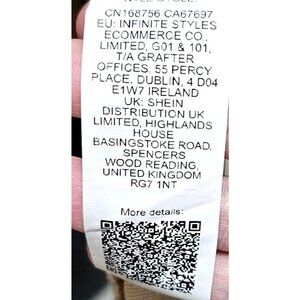 CN168756 CA67697
EU: INFINITE STYLES
ECOMMERCE CO.,
LIMITED, G01 & 101,
T/A GRAFTER
OFFICES, 55 PERCY
PLACE, DUBLIN, 4 D04
E1W7 IRELAND
UK: SHEIN
DISTRIBUTION UK
LIMITED, HIGHLANDS
HOUSE
BASINGSTOKE ROAD.
SPENCERS
WOOD READING,
UNITED KINGDOM
RG7 1NT
More details: